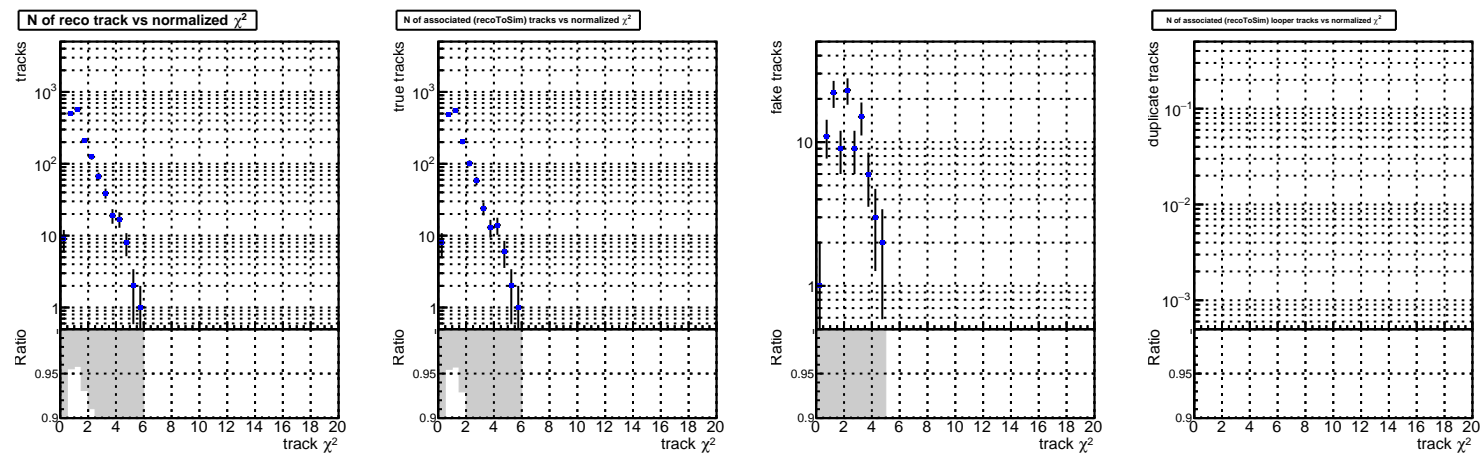 N of reco track vs normalized χ²
tracks
10³
10²
10
1
Ratio
0.95
0.9
0 2 4 6 8 10 12 14 16 18 20
track χ²
N of associated (recoToSim) tracks vs normalized χ²
true tracks
10³
10²
10
1
Ratio
0.95
0.9
0 2 4 6 8 10 12 14 16 18 20
track χ²
fake tracks
10
1
Ratio
0.95
0.9
0 2 4 6 8 10 12 14 16 18 20
track χ²
N of associated (recoToSim) looper tracks vs normalized χ²
duplicate tracks
10⁻¹
10⁻²
10⁻³
Ratio
0.95
0.9
0 2 4 6 8 10 12 14 16 18 20
track χ²